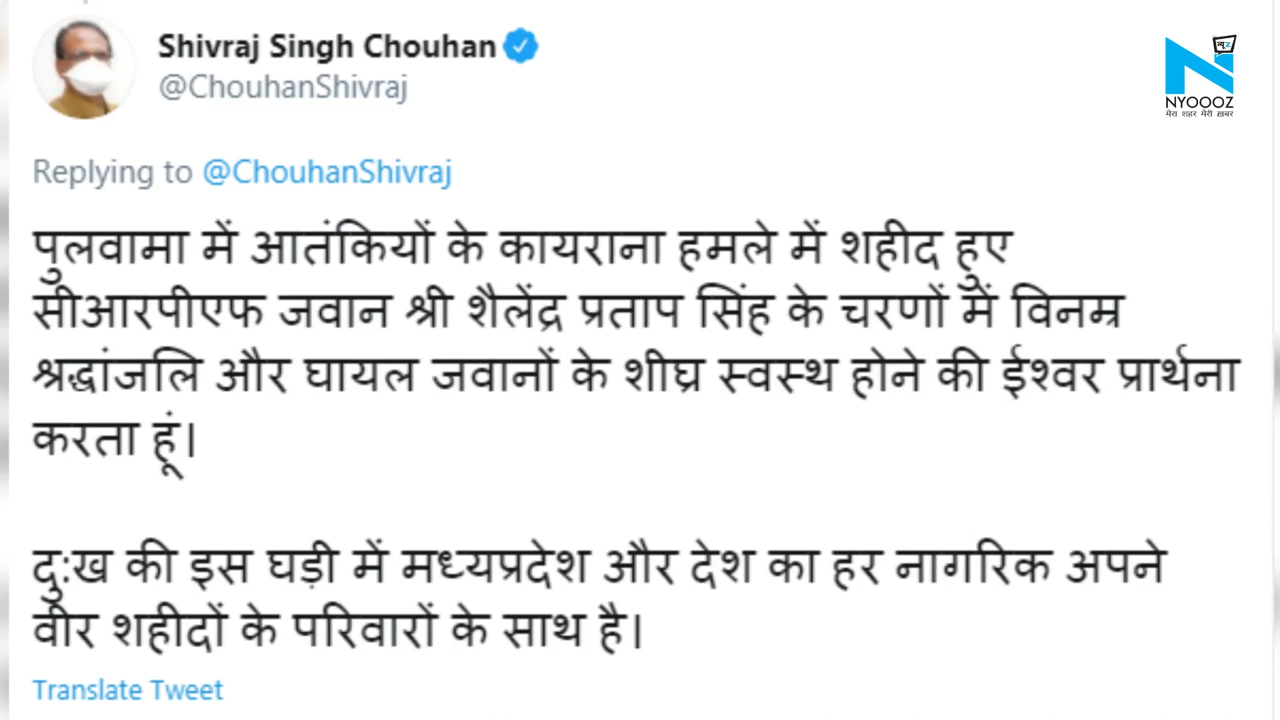 Shivraj Singh Chouhan
@ChouhanShivraj
न्यूz
NYOOOZ
मेरा शहर मेरी ख़बर
Replying to @ChouhanShivraj
पुलवामा में आतंकियों के कायराना हमले में शहीद हुए
सीआरपीएफ जवान श्री शैलेंद्र प्रताप सिंह के चरणों में विनम्र
श्रद्धांजलि और घायल जवानों के शीघ्र स्वस्थ होने की ईश्वर प्रार्थना
करता हूं।
दु:ख की इस घड़ी में मध्यप्रदेश और देश का हर नागरिक अपने
वीर शहीदों के परिवारों के साथ है।
Translate Tweet